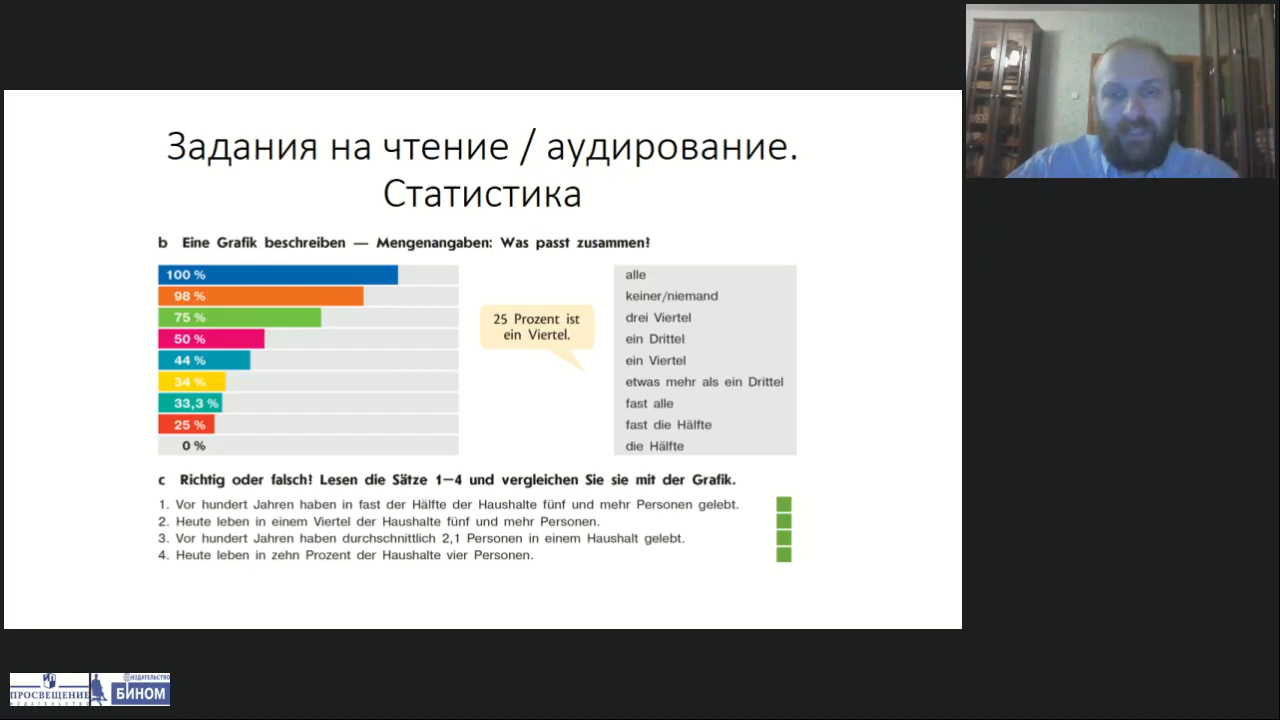 Задания на чтение / аудирование.
Статистика
b Eine Grafik beschreiben — Mengenangaben: Was passt zusammen?
100 %
98 %
75 %
50 %
44 %
34 %
33,3 %
25 %
0 %
25 Prozent ist
ein Viertel.
alle
keiner/niemand
drei Viertel
ein Drittel
ein Viertel
etwas mehr als ein Drittel
fast alle
fast die Hälfte
die Hälfte
c Richtig oder falsch? Lesen die Sätze 1–4 und vergleichen Sie sie mit der Grafik.
1. Vor hundert Jahren haben in fast der Hälfte der Haushalte fünf und mehr Personen gelebt.
2. Heute leben in einem Viertel der Haushalte fünf und mehr Personen.
3. Vor hundert Jahren haben durchschnittlich 2,1 Personen in einem Haushalt gelebt.
4. Heute leben in zehn Prozent der Haushalte vier Personen.
ПРОСВЕЩЕНИЕ
ИЗДАТЕЛЬСТВО
ИЗДАТЕЛЬСТВО
БИНОМ